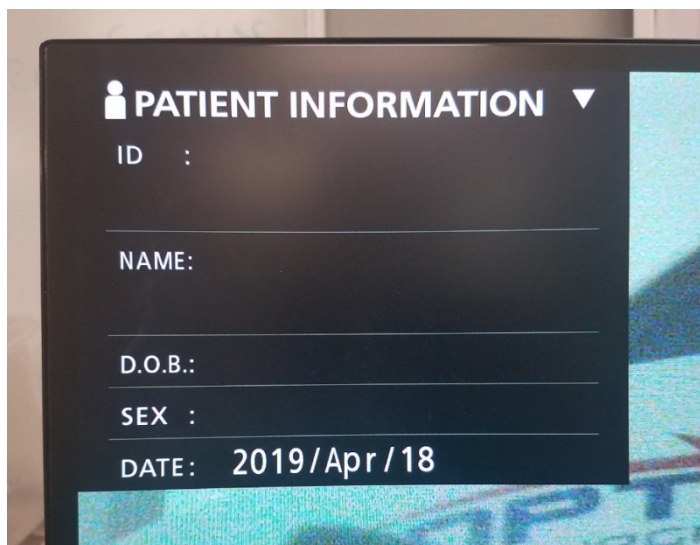 PATIENT INFORMATION
ID :
NAME:
D.O.B.:
SEX :
DATE: 2019/Apr/18